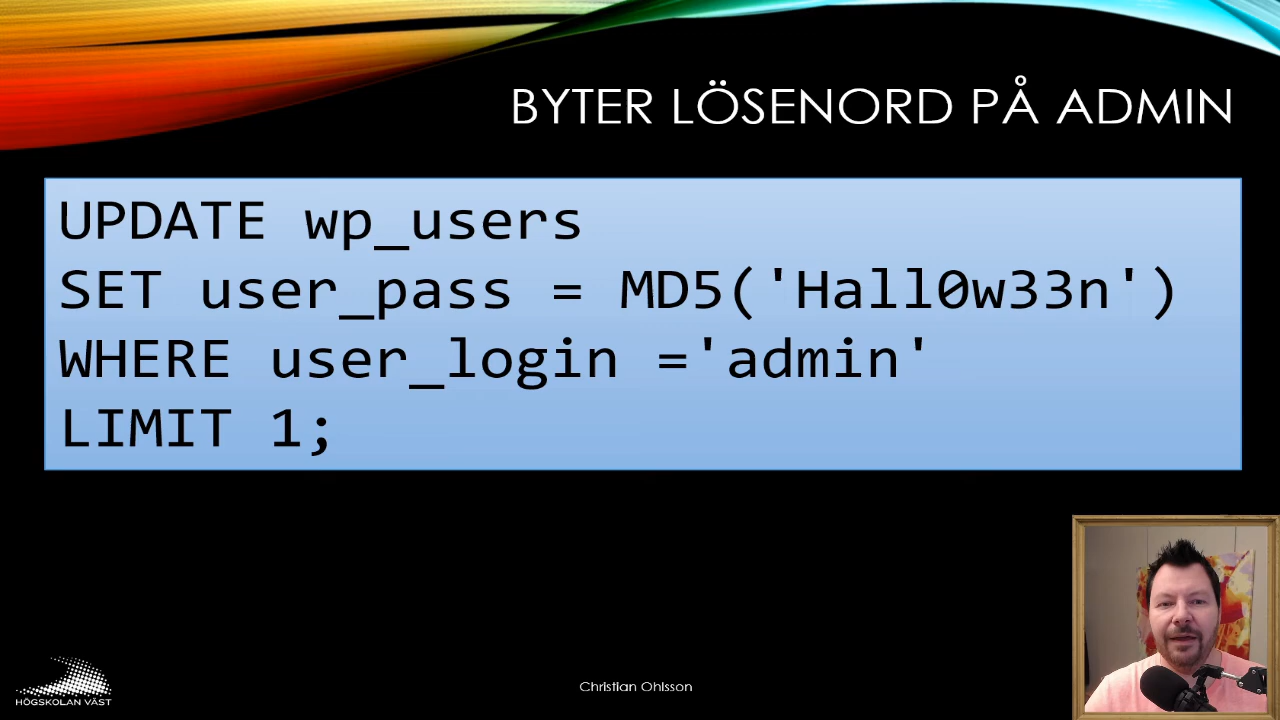 BYTER LÖSENORD PÅ ADMIN
UPDATE wp_users
SET user_pass = MD5('Hall0w33n')
WHERE user_login ='admin'
LIMIT 1;
HÖGSKOLAN VÄST
Christian Ohlsson